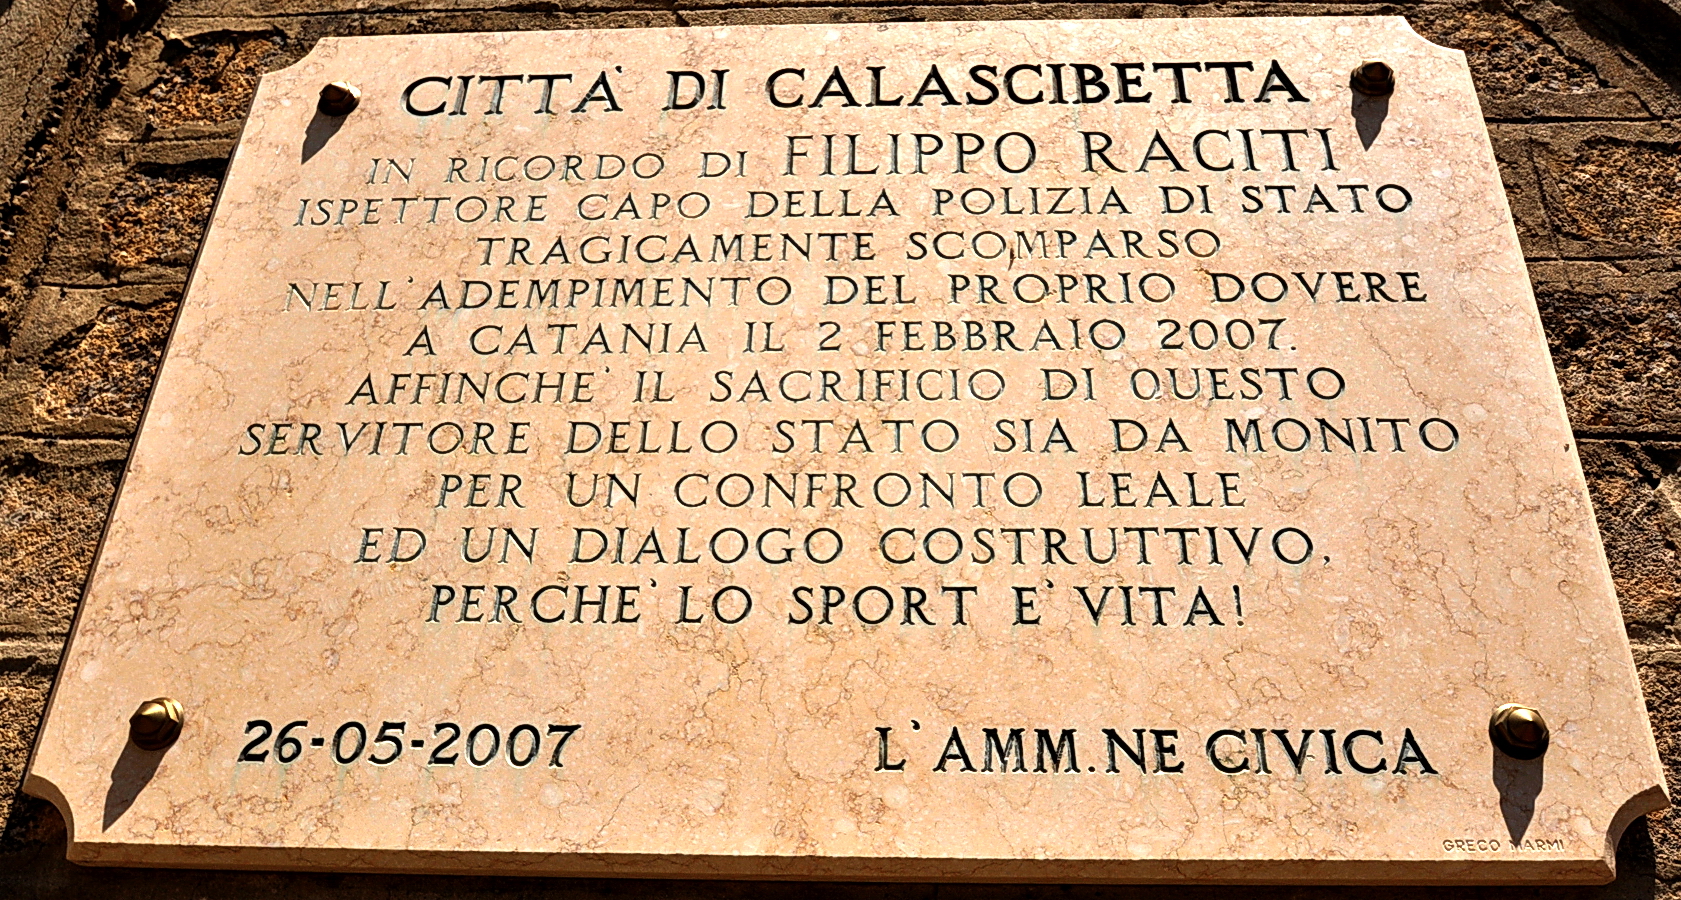 CITTA' DI CALASCIBETTA
IN RICORDO DI FILIPPO RACITI
ISPETTORE CAPO DELLA POLIZIA DI STATO
TRAGICAMENTE SCOMPARSO
NELL'ADEMPIMENTO DEL PROPRIO DOVERE
A CATANIA IL 2 FEBBRAIO 2007.
AFFINCHE' IL SACRIFICIO DI QUESTO
SERVITORE DELLO STATO SIA DA MONITO
PER UN CONFRONTO LEALE
ED UN DIALOGO COSTRUTTIVO,
PERCHE' LO SPORT E' VITA!
26-05-2007 L'AMM.NE CIVICA
GRECO MARMI